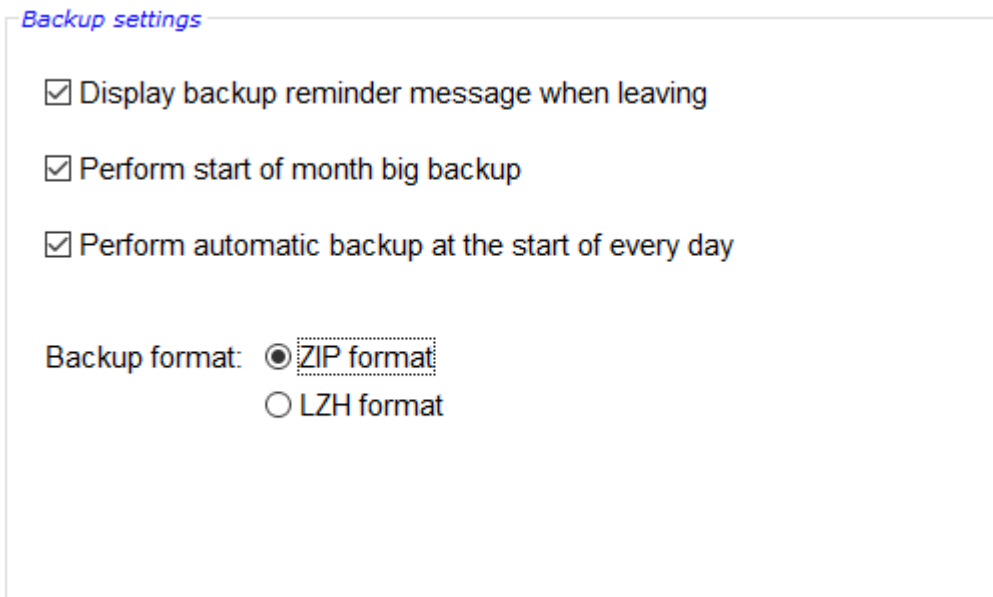 Backup settings
Display backup reminder message when leaving
Perform start of month big backup
Perform automatic backup at the start of every day
Backup format: ZIP format
LZH format